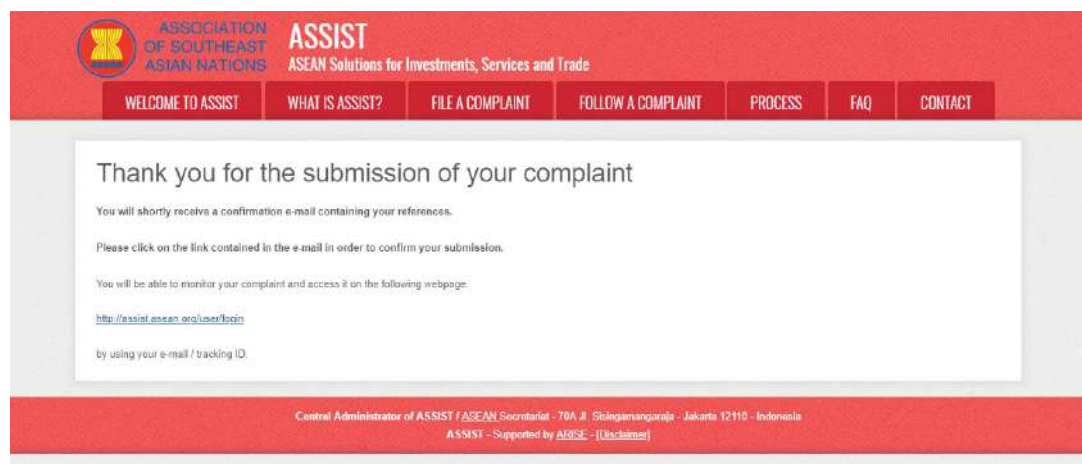 ASSOCIATION
OF SOUTHEAST
ASIAN NATIONS
ASSIST
ASEAN Solutions for Investments, Services and Trade
WELCOME TO ASSIST WHAT IS ASSIST? FILE A COMPLAINT FOLLOW A COMPLAINT PROCESS FAQ CONTACT
Thank you for the submission of your complaint
You will shortly receive a confirmation e-mail containing your references.
Please click on the link contained in the e-mail in order to confirm your submission.
You will be able to monitor your complaint and access it on the following webpage:
http://assist.asean.org/user/login
by using your e-mail / tracking ID.
Central Administrator of ASSIST / ASEAN Secretariat - 70A Jl. Sisingamangaraja - Jakarta 12110 - Indonesia
ASSIST - Supported by ARISE - [Disclaimer]